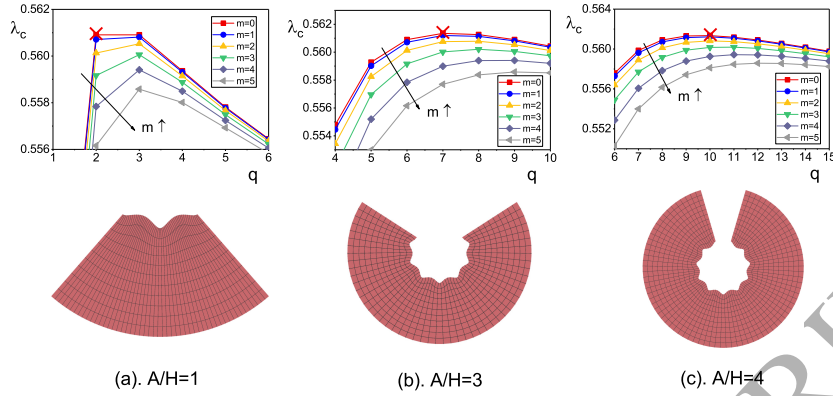 λc
0.562
0.560
0.558
0.556
1 2 3 4 5 6
q
m=0
m=1
m=2
m=3
m=4
m=5
m ↑
λc
0.562
0.560
0.558
0.556
0.554
4 5 6 7 8 9 10
q
m=0
m=1
m=2
m=3
m=4
m=5
m ↑
λc
0.564
0.560
0.556
0.552
6 7 8 9 10 11 12 13 14 15
q
m=0
m=1
m=2
m=3
m=4
m=5
m ↑
(a). A/H=1
(b). A/H=3
(c). A/H=4